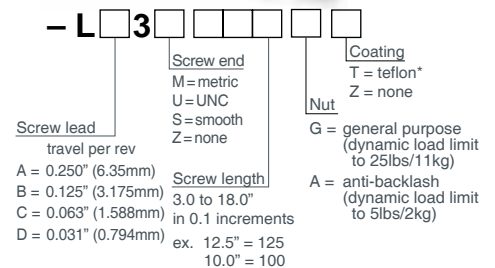 – L 3
Coating
T = teflon*
Z = none
Screw end
M=metric
U=UNC
S=smooth
Z=none
Nut
G = general purpose
(dynamic load limit
to 25lbs/11kg)
A = anti-backlash
(dynamic load limit
to 5lbs/2kg)
Screw lead
travel per rev
A = 0.250" (6.35mm)
B = 0.125" (3.175mm)
C = 0.063" (1.588mm)
D = 0.031" (0.794mm)
Screw length
3.0 to 18.0"
in 0.1 increments
ex. 12.5" = 125
10.0" = 100